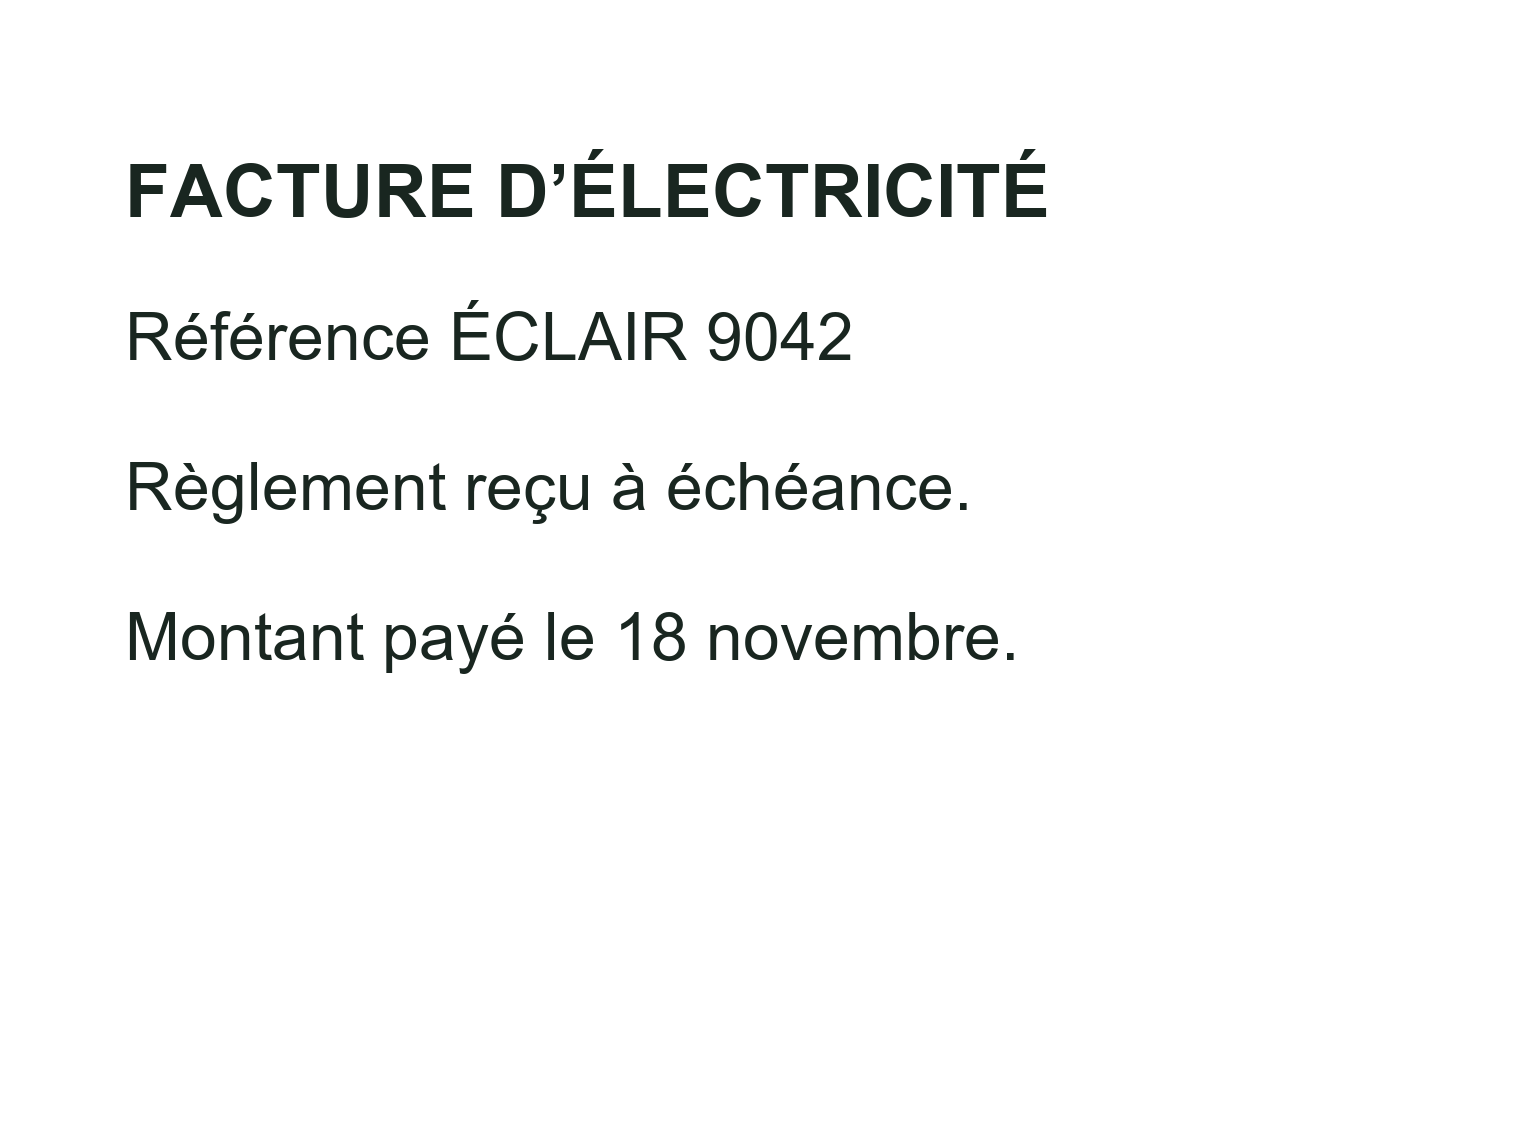 FACTURE D’ÉLECTRICITÉ
Référence ÉCLAIR 9042
Règlement reçu à échéance.
Montant payé le 18 novembre.